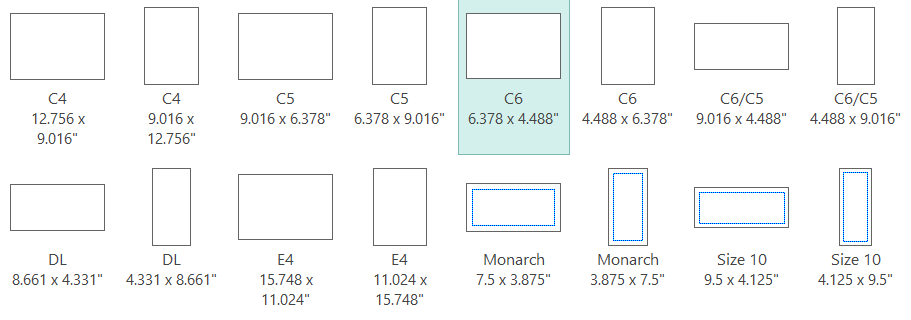 C4
12.756 x
9.016"
C4
9.016 x
12.756"
C5
9.016 x 6.378"
C5
6.378 x 9.016"
C6
6.378 x 4.488"
C6
4.488 x 6.378"
C6/C5
9.016 x 4.488"
C6/C5
4.488 x 9.016"
DL
8.661 x 4.331"
DL
4.331 x 8.661"
E4
15.748 x
11.024"
E4
11.024 x
15.748"
Monarch
7.5 x 3.875"
Monarch
3.875 x 7.5"
Size 10
9.5 x 4.125"
Size 10
4.125 x 9.5"